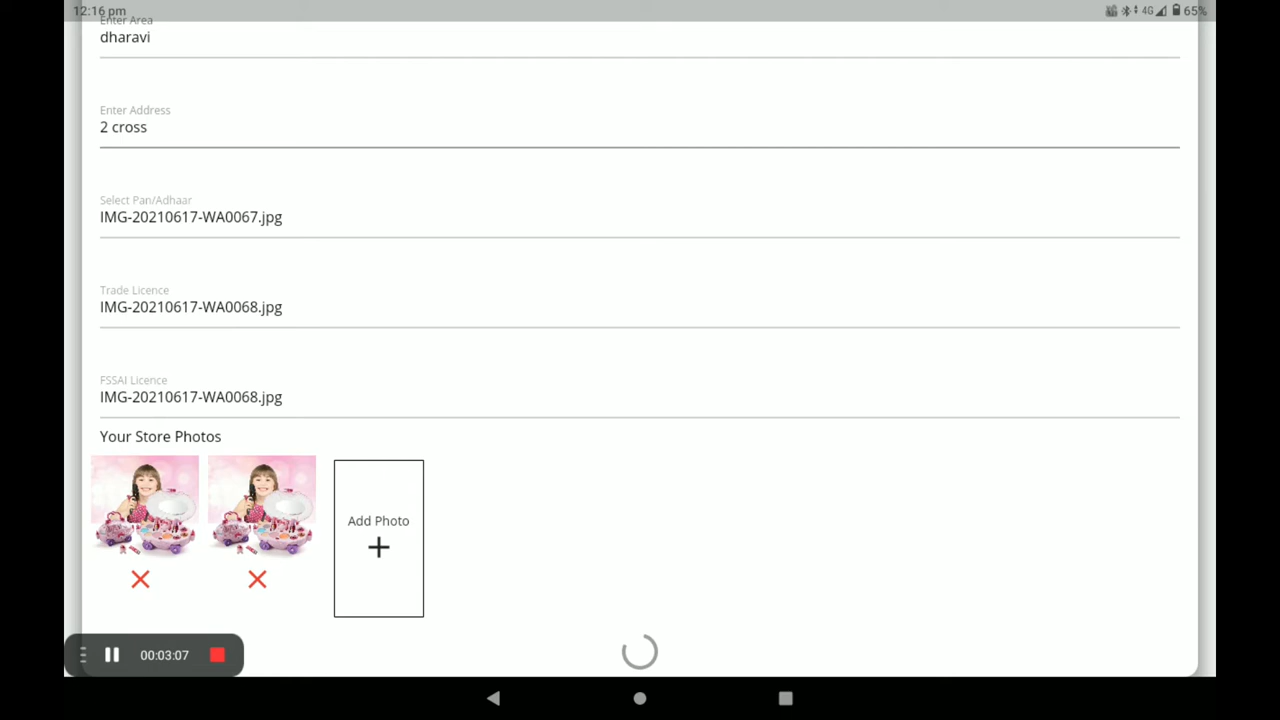 12:16 pm
4G
65%
Enter Area
dharavi
Enter Address
2 cross
Select Pan/Adhaar
IMG-20210617-WA0067.jpg
Trade Licence
IMG-20210617-WA0068.jpg
FSSAI Licence
IMG-20210617-WA0068.jpg
Your Store Photos
Add Photo
00:03:07